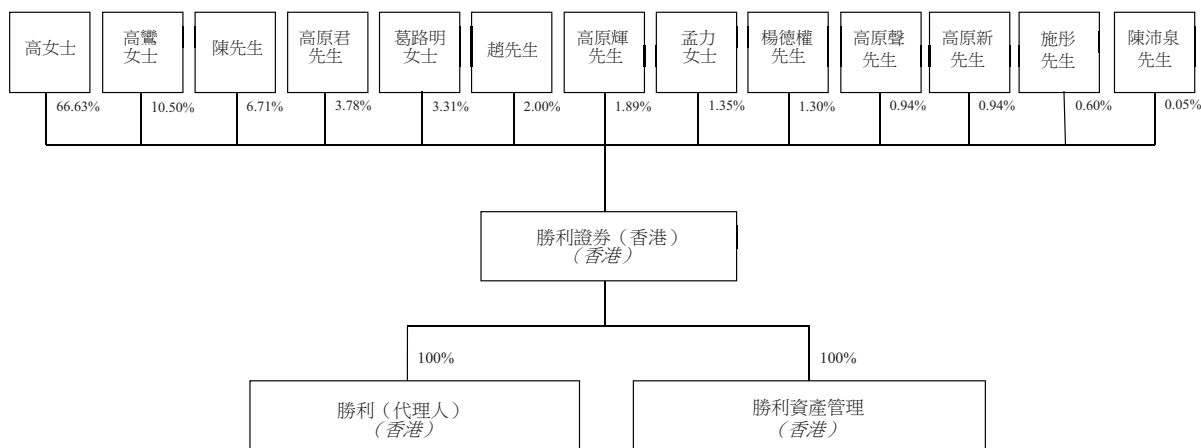 高女士
高鸞
女士
陳先生
高原君
先生
葛路明
女士
趙先生
高原輝
先生
孟力
女士
楊德權
先生
高原聲
先生
高原新
先生
施彤
先生
陳沛泉
先生
66.63%
10.50%
6.71%
3.78%
3.31%
2.00%
1.89%
1.35%
1.30%
0.94%
0.94%
0.60%
0.05%
勝利證券（香港）
（香港）
100%
100%
勝利（代理人）
（香港）
勝利資產管理
（香港）